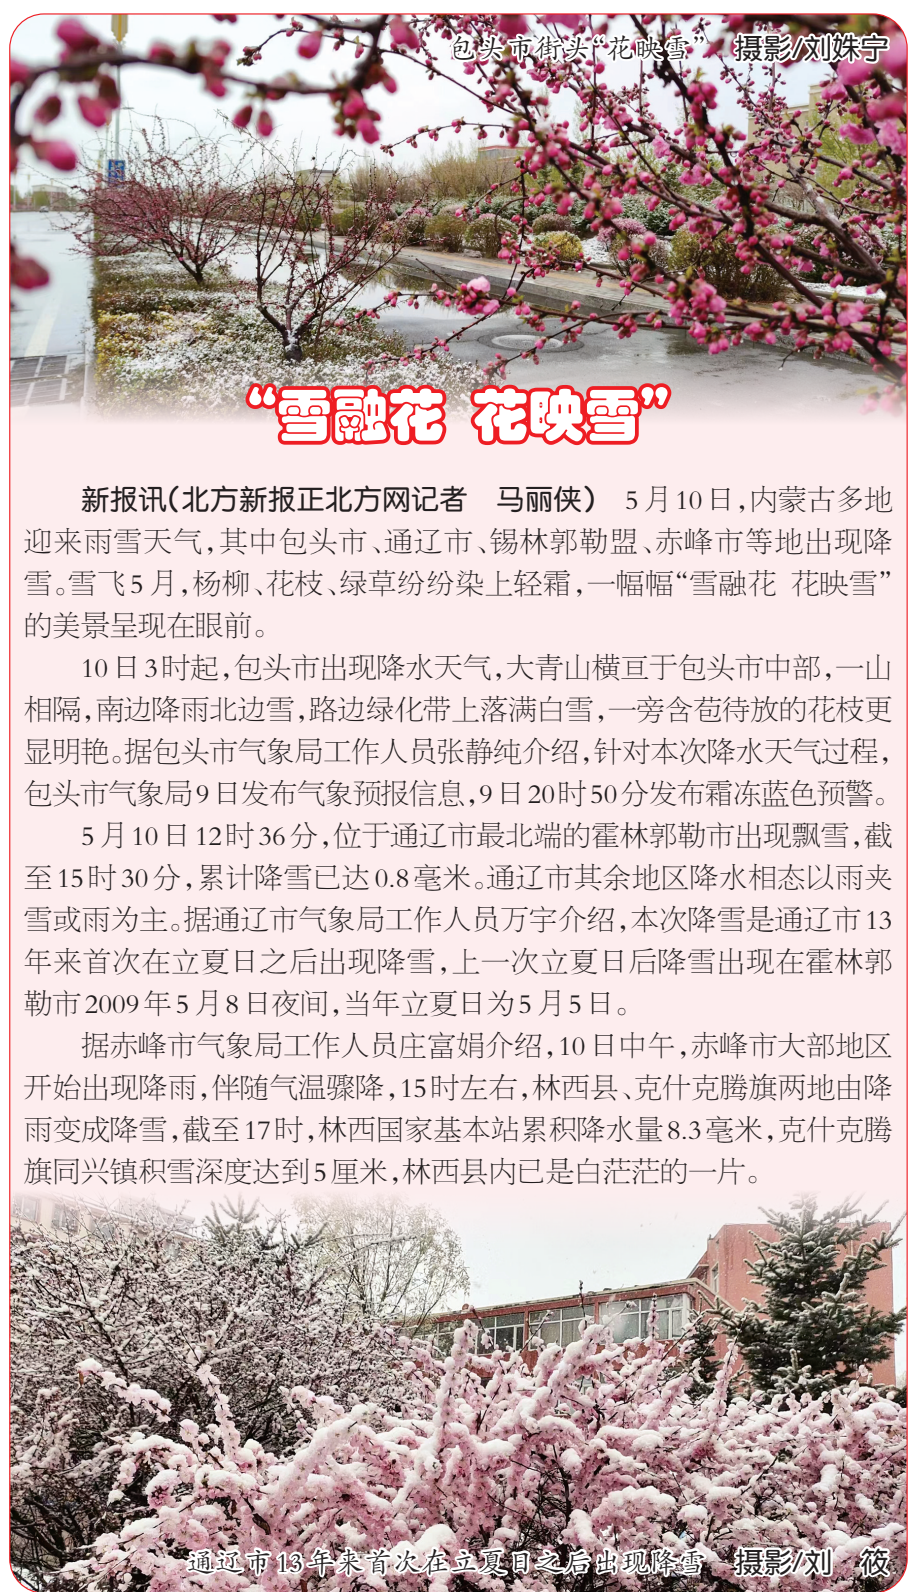 包头市街头“花映雪” 摄影/刘姝宁
“雪融花 花映雪”
新报讯（北方新报正北方网记者 马丽侠） 5月10日，内蒙古多地
迎来雨雪天气，其中包头市、通辽市、锡林郭勒盟、赤峰市等地出现降
雪。雪飞5月，杨柳、花枝、绿草纷纷染上轻霜，一幅幅“雪融花 花映雪”
的美景呈现在眼前。
10日3时起，包头市出现降水天气，大青山横亘于包头市中部，一山
相隔，南边降雨北边雪，路边绿化带上落满白雪，一旁含苞待放的花枝更
显明艳。据包头市气象局工作人员张静纯介绍，针对本次降水天气过程，
包头市气象局9日发布气象预报信息，9日20时50分发布霜冻蓝色预警。
5月10日12时36分，位于通辽市最北端的霍林郭勒市出现飘雪，截
至15时30分，累计降雪已达0.8毫米。通辽市其余地区降水相态以雨夹
雪或雨为主。据通辽市气象局工作人员万宇介绍，本次降雪是通辽市13
年来首次在立夏日之后出现降雪，上一次立夏日后降雪出现在霍林郭
勒市2009年5月8日夜间，当年立夏日为5月5日。
据赤峰市气象局工作人员庄富娟介绍，10日中午，赤峰市大部地区
开始出现降雨，伴随气温骤降，15时左右，林西县、克什克腾旗两地由降
雨变成降雪，截至17时，林西国家基本站累积降水量8.3毫米，克什克腾
旗同兴镇积雪深度达到5厘米，林西县内已是白茫茫的一片。
通辽市13年来首次在立夏日之后出现降雪 摄影/刘 筱